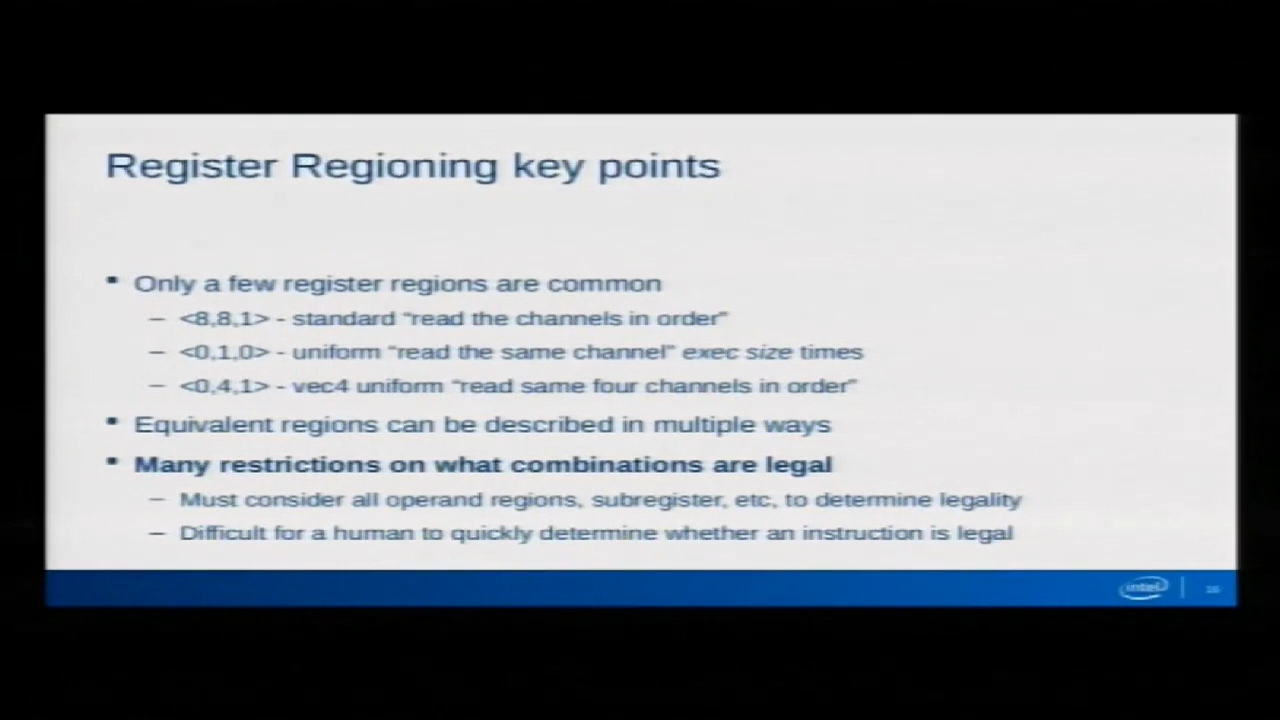 Register Regioning key points
▪ Only a few register regions are common
– <8,8,1> - standard “read the channels in order”
– <0,1,0> - uniform “read the same channel” exec size times
– <0,4,1> - vec4 uniform “read same four channels in order”
▪ Equivalent regions can be described in multiple ways
▪ Many restrictions on what combinations are legal
– Must consider all operand regions, subregister, etc, to determine legality
– Difficult for a human to quickly determine whether an instruction is legal
intel